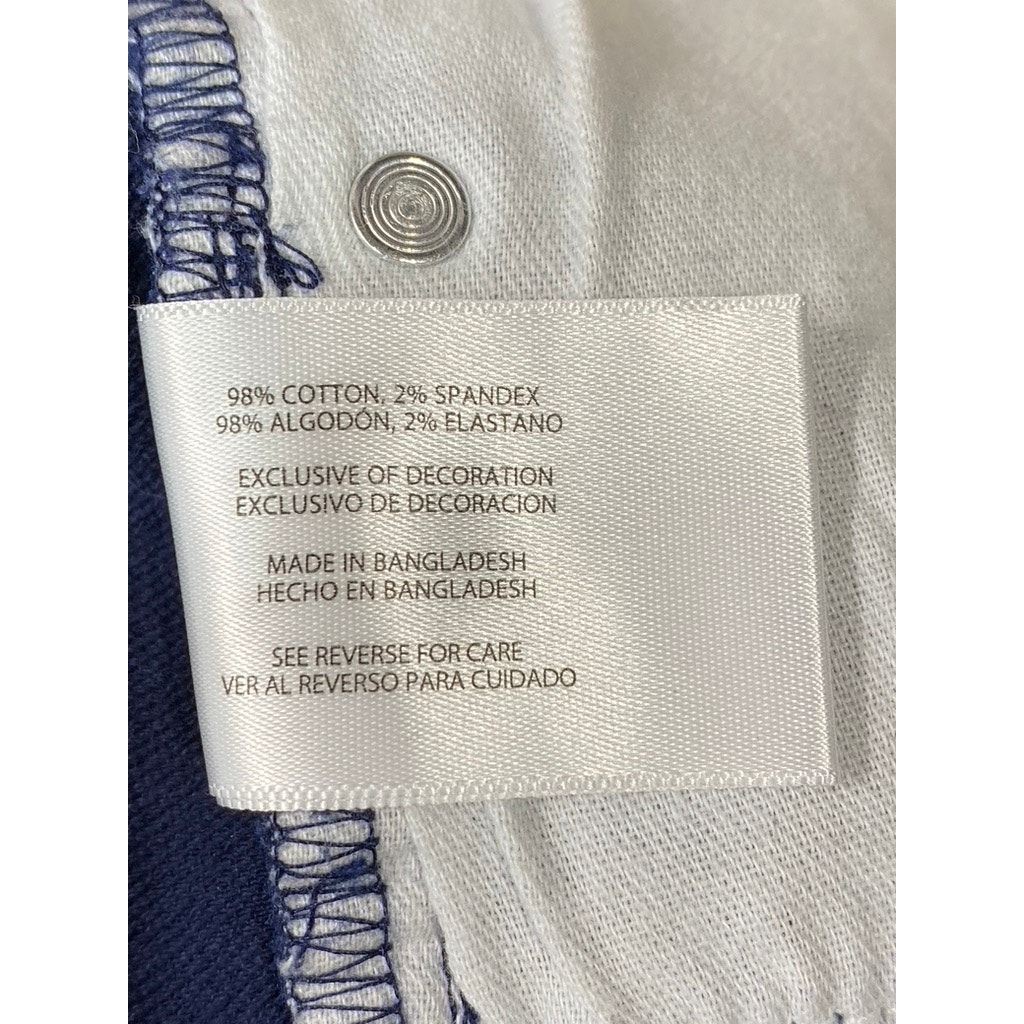 98% COTTON, 2% SPANDEX
98% ALGODÓN, 2% ELASTANO
EXCLUSIVE OF DECORATION
EXCLUSIVO DE DECORACION
MADE IN BANGLADESH
HECHO EN BANGLADESH
SEE REVERSE FOR CARE
VER AL REVERSO PARA CUIDADO